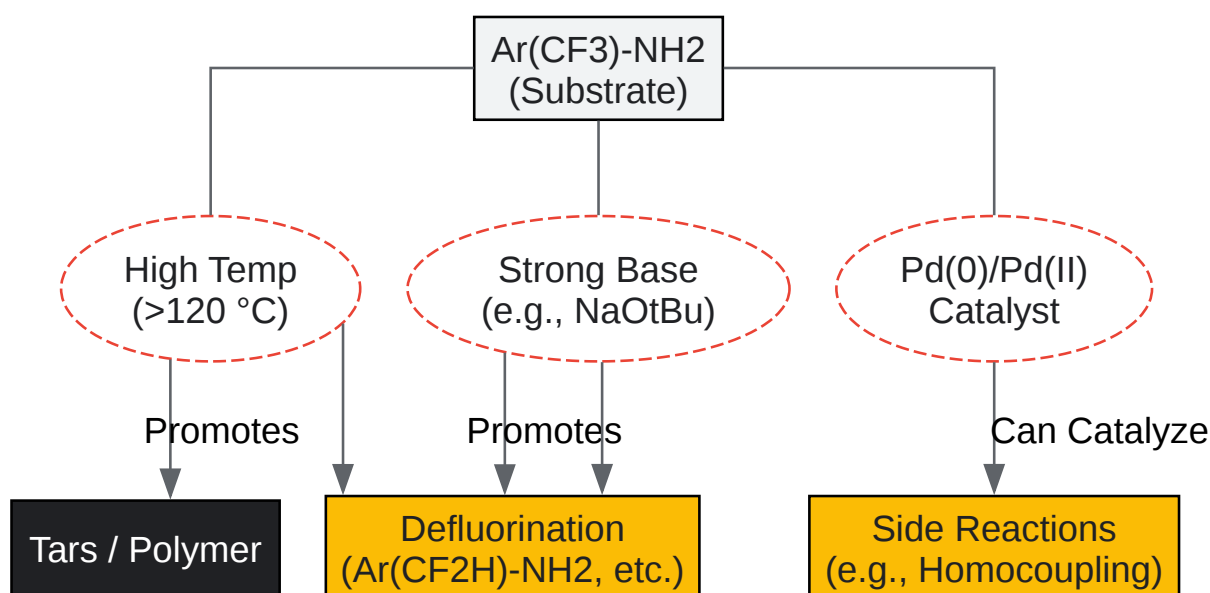 Ar(CF3)-NH2
(Substrate)
High Temp
(>120 °C)
Strong Base
(e.g., NaOtBu)
Pd(0)/Pd(II)
Catalyst
Promotes
Promotes
Can Catalyze
Tars / Polymer
Defluorination
(Ar(CF2H)-NH2, etc.)
Side Reactions
(e.g., Homocoupling)